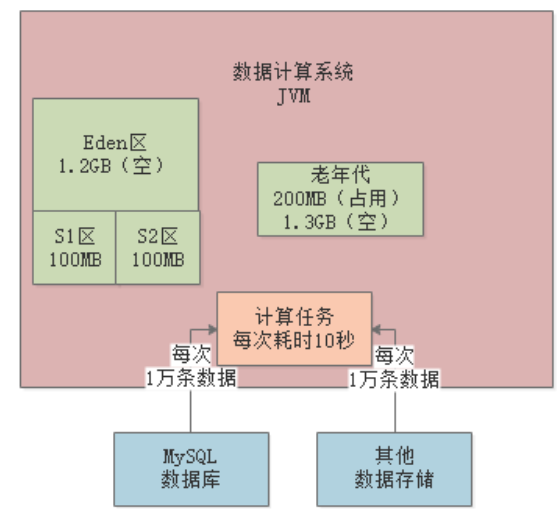 数据计算系统
JVM
Eden区
1.2GB（空）
老年代
200MB（占用）
1.3GB（空）
S1区
100MB
S2区
100MB
计算任务
每次耗时10秒
每次
1万条数据
每次
1万条数据
MySQL
数据库
其他
数据存储